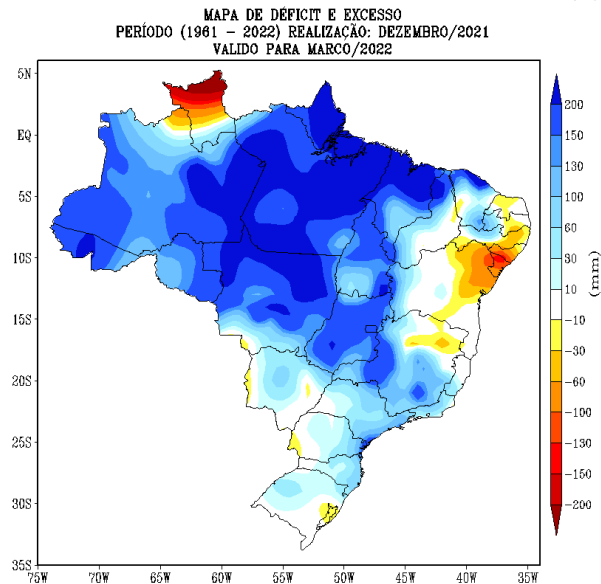 MAPA DE DÉFICIT E EXCESSO
PERÍODO (1961 - 2022) REALIZAÇÃO: DEZEMBRO/2021
VALIDO PARA MARCO/2022
5N
EQ
5S
10S
15S
20S
25S
30S
35S
75W 70W 65W 60W 55W 50W 45W 40W 35W
200
150
130
100
60
30
10
-10
-30
-60
-100
-130
-150
-200
(mm)